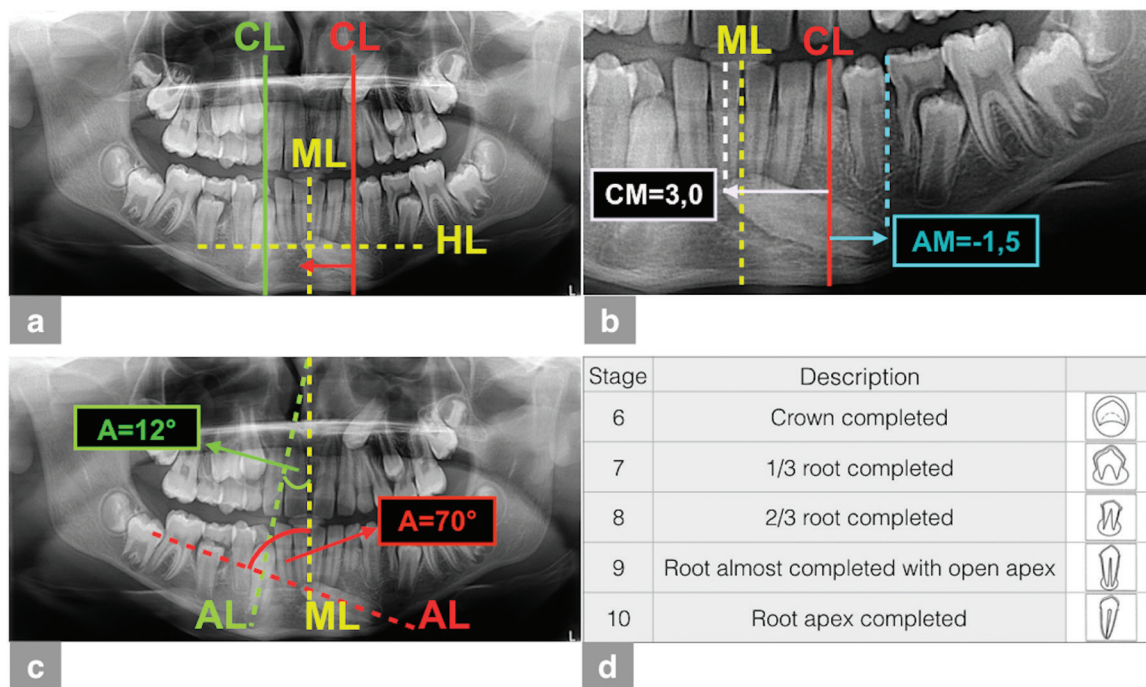 CL
CL
ML
HL
L
a
ML
CL
CM=3,0
AM=-1,5
b
A=12°
A=70°
AL
ML
AL
L
c
Stage Description
6 Crown completed
7 1/3 root completed
8 2/3 root completed
9 Root almost completed with open apex
10 Root apex completed
d